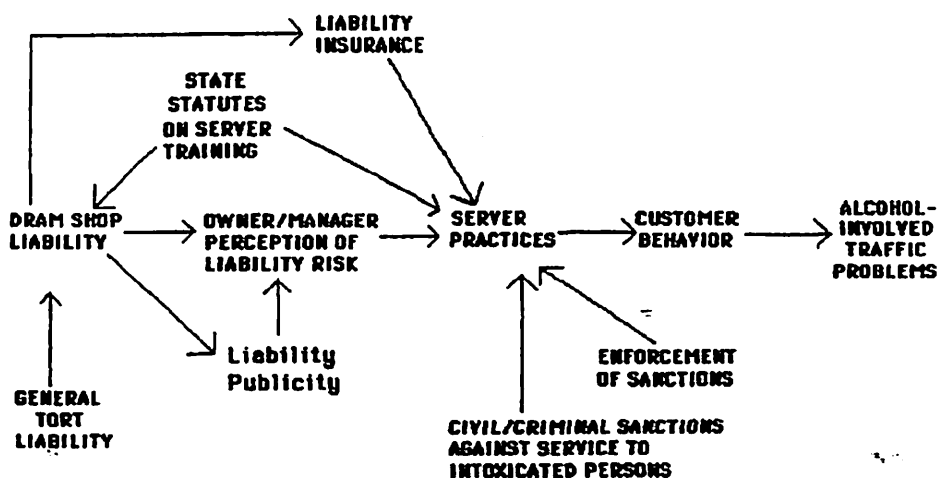 LIABILITY
INSURANCE
STATE
STATUTES
ON SERVER
TRAINING
DRAM SHOP
LIABILITY
OWNER/MANAGER
PERCEPTION OF
LIABILITY RISK
SERVER
PRACTICES
CUSTOMER
BEHAVIOR
ALCOHOL-
INVOLVED
TRAFFIC
PROBLEMS
Liability
Publicity
ENFORCEMENT
OF SANCTIONS
GENERAL
TORT
LIABILITY
CIVIL/CRIMINAL SANCTIONS
AGAINST SERVICE TO
INTOXICATED PERSONS